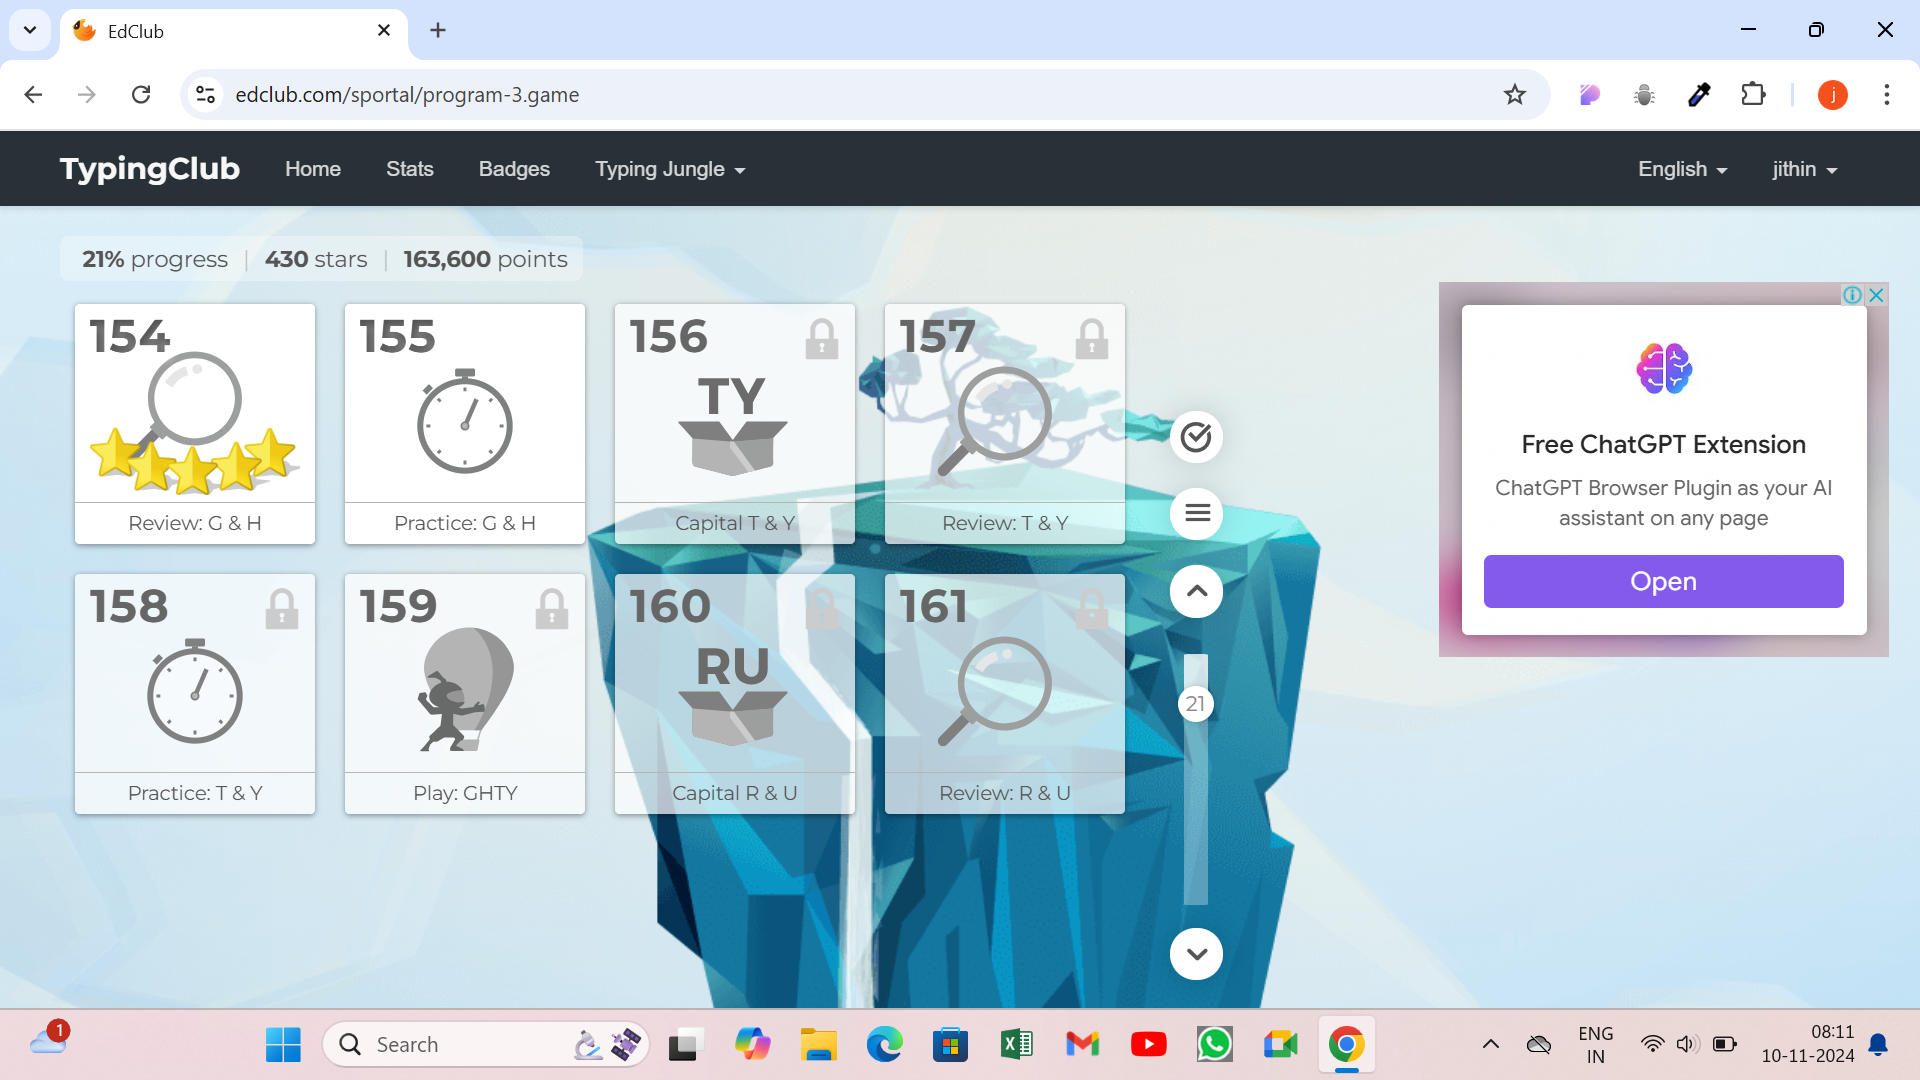 EdClub
edclub.com/sportal/program-3.game
j
TypingClub Home Stats Badges Typing Jungle English jithin
21% progress | 430 stars | 163,600 points
154
Review: G & H
155
Practice: G & H
156
TY
Capital T & Y
157
Review: T & Y
158
Practice: T & Y
159
Play: GHTY
160
RU
Capital R & U
161
Review: R & U
21
Free ChatGPT Extension
ChatGPT Browser Plugin as your AI
assistant on any page
Open
1
Search
ENG
IN
08:11
10-11-2024